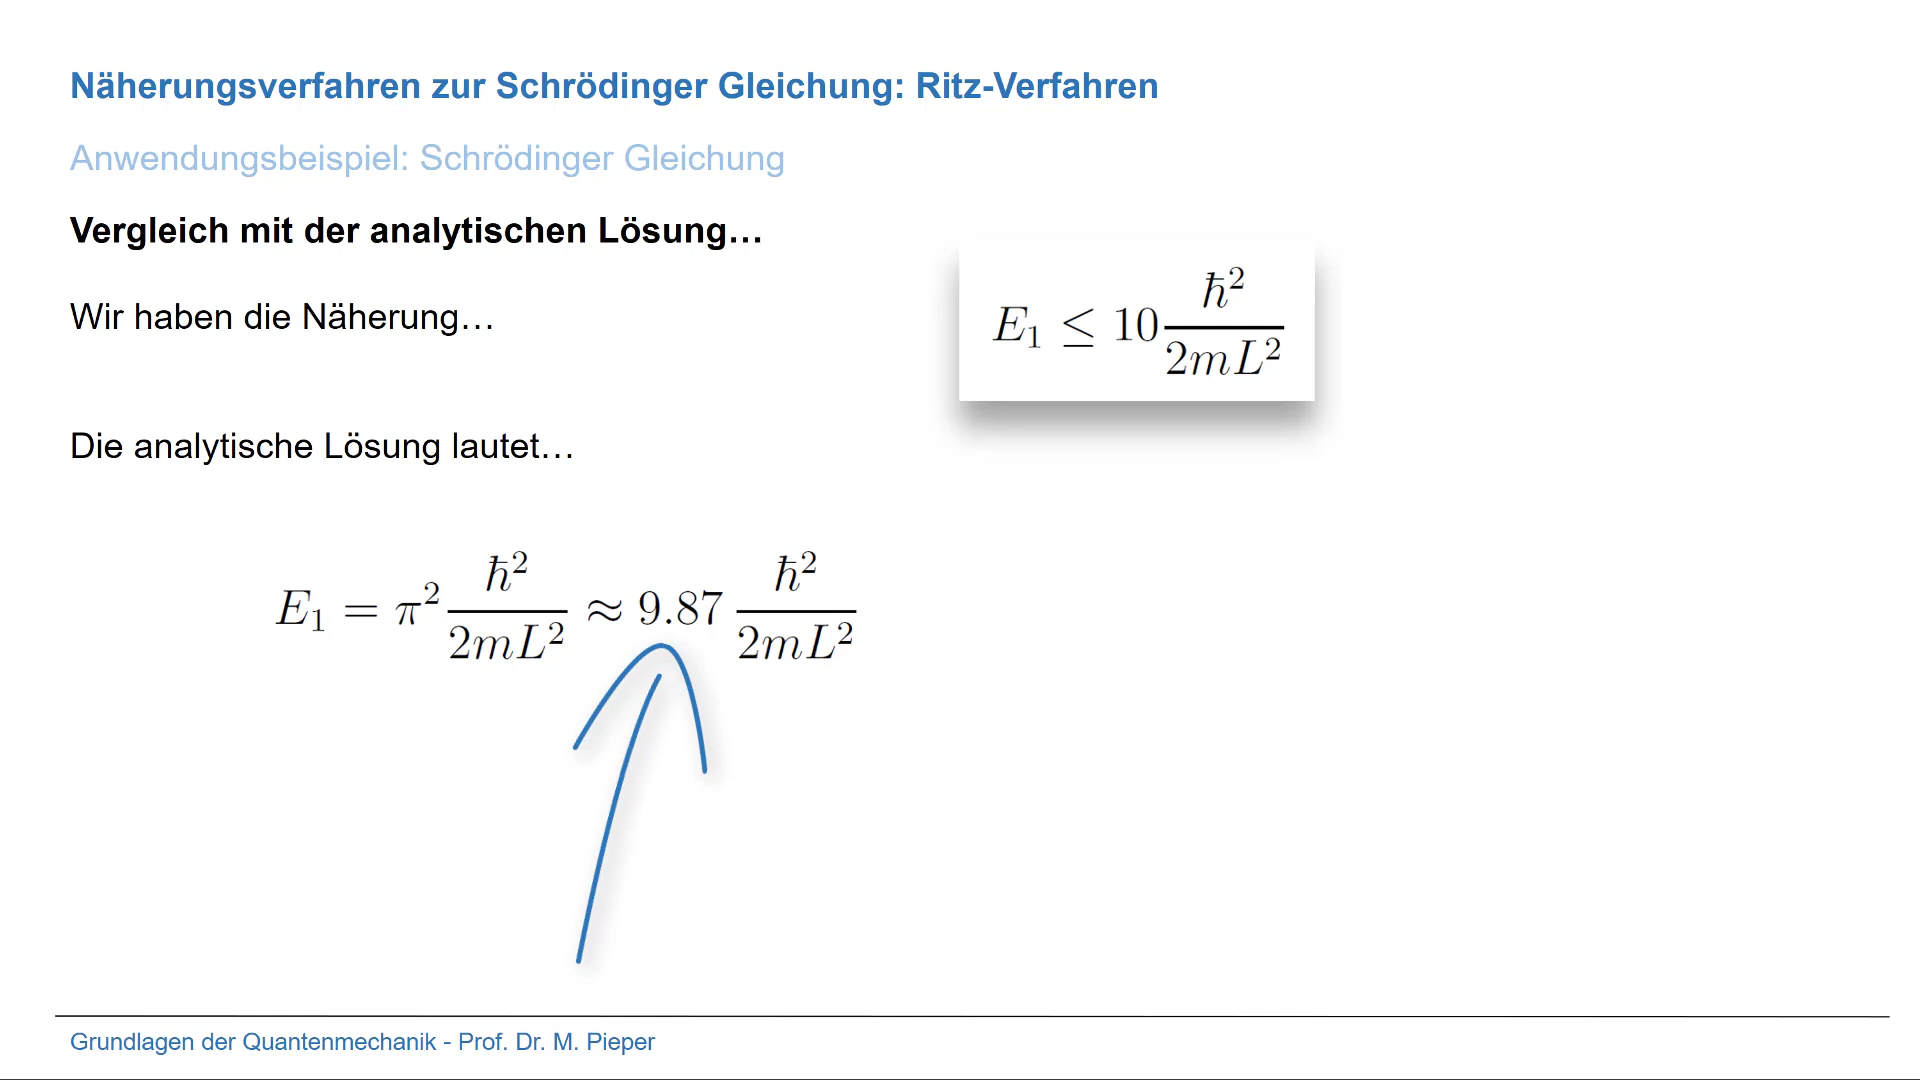 Näherungsverfahren zur Schrödinger Gleichung: Ritz-Verfahren
Anwendungsbeispiel: Schrödinger Gleichung
Vergleich mit der analytischen Lösung…
Wir haben die Näherung…
E₁ ≤ 10 ħ²/2mL²
Die analytische Lösung lautet…
E₁ = π² ħ²/2mL² ≈ 9.87 ħ²/2mL²
Grundlagen der Quantenmechanik - Prof. Dr. M. Pieper